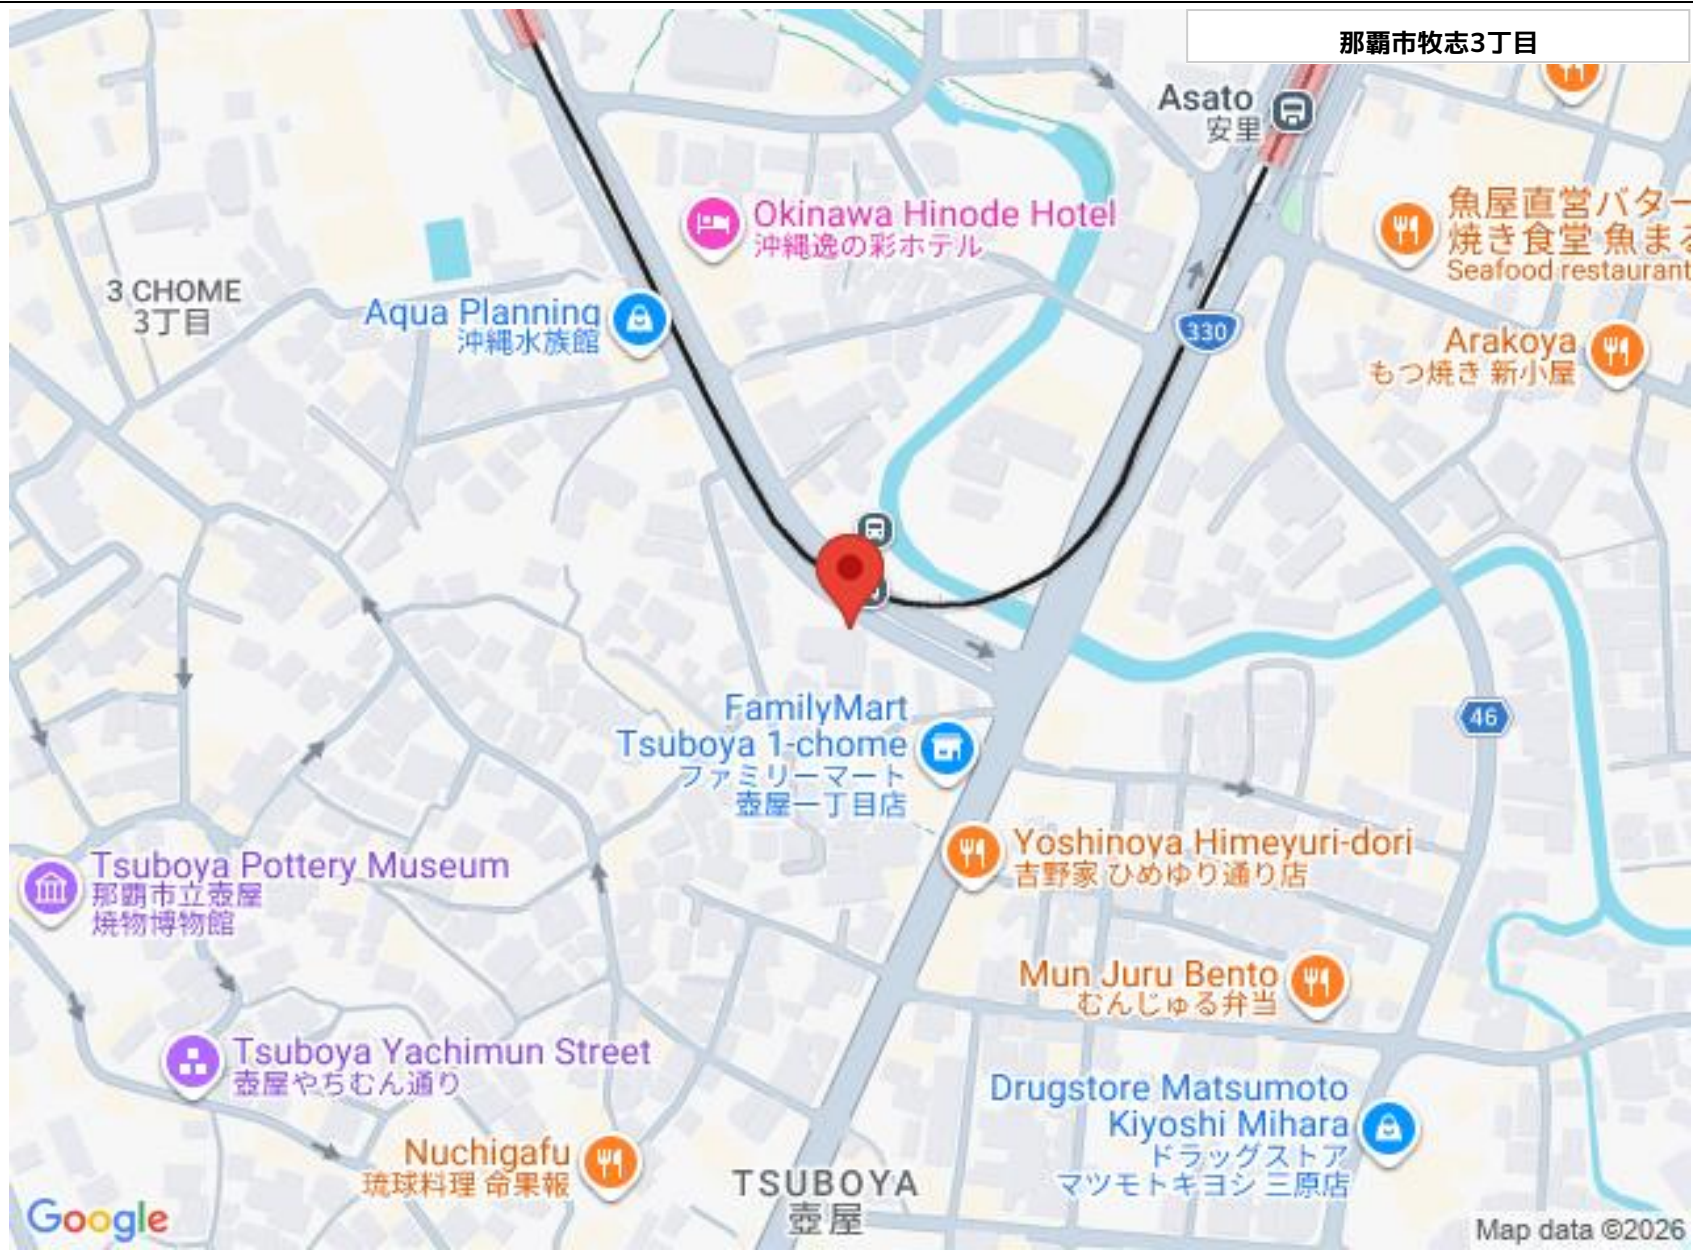 那覇市牧志3丁目
Asato
安里
Okinawa Hinode Hotel
沖縄逸の彩ホテル
魚屋直営バター
焼き食堂 魚まる
Seafood restaurant
3 CHOME
3丁目
Aqua Planning
沖縄水族館
330
Arakoya
もつ焼き 新小屋
FamilyMart
Tsuboya 1-chome
ファミリーマート
壺屋一丁目店
46
Yoshinoya Himeyuri-dori
吉野家 ひめゆり通り店
Tsuboya Pottery Museum
那覇市立壺屋
焼物博物館
Mun Juru Bento
むんじゅる弁当
Tsuboya Yachimun Street
壺屋やちむん通り
Drugstore Matsumoto
Kiyoshi Mihara
ドラッグストア
マツモトキヨシ 三原店
Nuchigafu
琉球料理 命果報
TSUBOYA
壺屋
Google
Map data ©2026